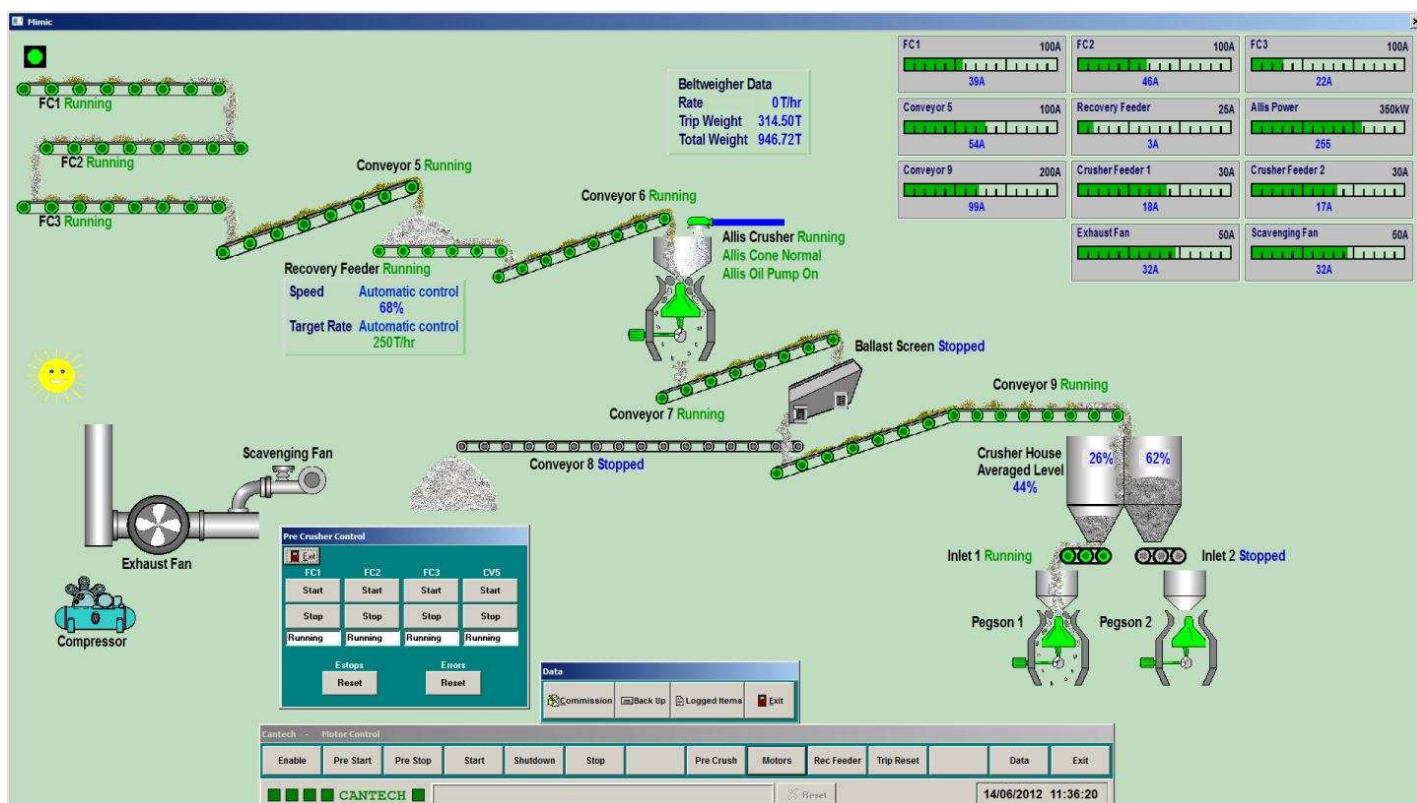 Mimic
FC1 Running
FC2 Running
FC3 Running
Conveyor 5 Running
Recovery Feeder Running
Speed Automatic control
68%
Target Rate Automatic control
250T/hr
Conveyor 6 Running
Beltweigher Data
Rate 0T/hr
Trip Weight 314.50T
Total Weight 946.72T
Allis Crusher Running
Allis Cone Normal
Allis Oil Pump On
FC1 100A
39A
FC2 100A
46A
FC3 100A
22A
Conveyor 5 100A
54A
Recovery Feeder 25A
3A
Allis Power 350kW
255
Conveyor 9 200A
99A
Crusher Feeder 1 30A
18A
Crusher Feeder 2 30A
17A
Exhaust Fan 50A
32A
Scavenging Fan 50A
32A
Ballast Screen Stopped
Conveyor 7 Running
Conveyor 9 Running
Conveyor 8 Stopped
Crusher House
Averaged Level
44%
26%
62%
Inlet 1 Running
Inlet 2 Stopped
Pegson 1
Pegson 2
Scavenging Fan
Exhaust Fan
Compressor
Pre Crusher Control
Exit
FC1 FC2 FC3 CV5
Start Start Start Start
Stop Stop Stop Stop
Running Running Running Running
Estops Errors
Reset Reset
Data
Commission Back Up Logged Items Exit
Cantech - Motor Control
Enable Pre Start Pre Stop Start Shutdown Stop Pre Crush Motors Rec Feeder Trip Reset Data Exit
CANTECH Reset 14/06/2012 11:36:20